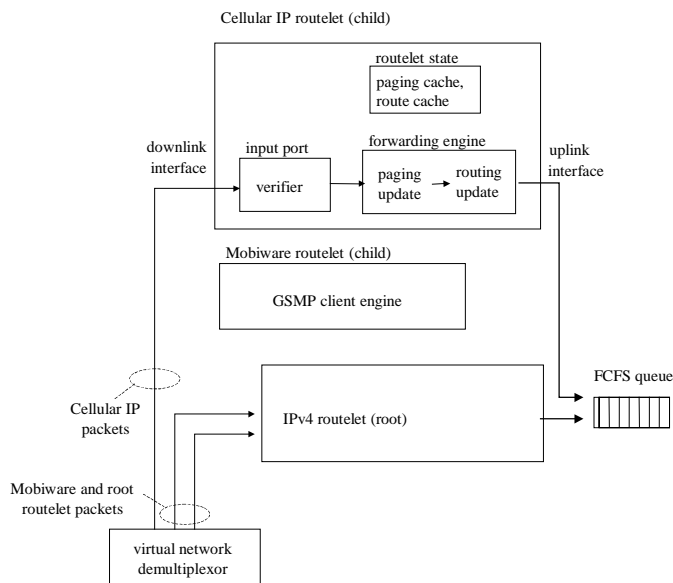 Cellular IP routelet (child)
routelet state
paging cache,
route cache
downlink
interface
input port
verifier
forwarding engine
paging
update
routing
update
uplink
interface
Mobiware routelet (child)
GSMP client engine
Cellular IP
packets
IPv4 routelet (root)
FCFS queue
Mobiware and root
routelet packets
virtual network
demultiplexor